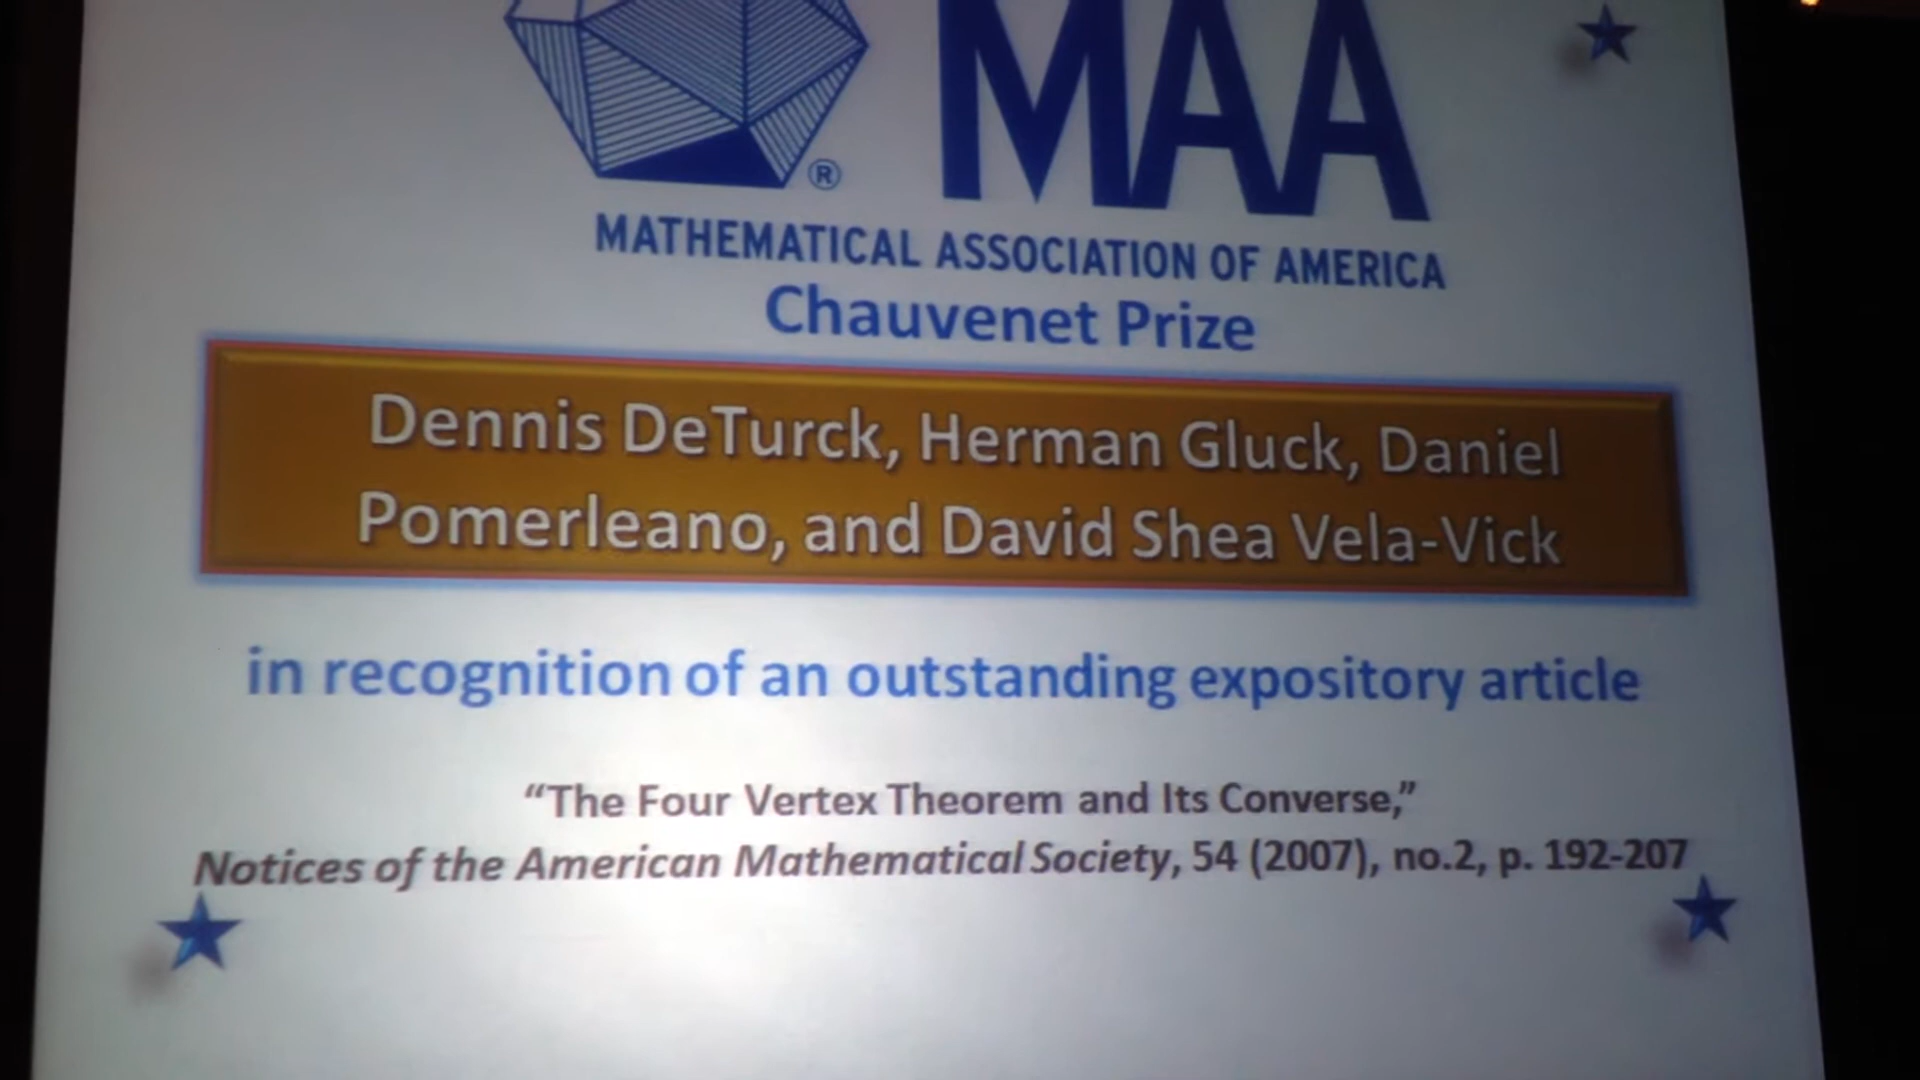 MAA
®
MATHEMATICAL ASSOCIATION OF AMERICA
Chauvenet Prize
Dennis DeTurck, Herman Gluck, Daniel
Pomerleano, and David Shea Vela-Vick
in recognition of an outstanding expository article
“The Four Vertex Theorem and Its Converse,”
Notices of the American Mathematical Society, 54 (2007), no.2, p. 192-207